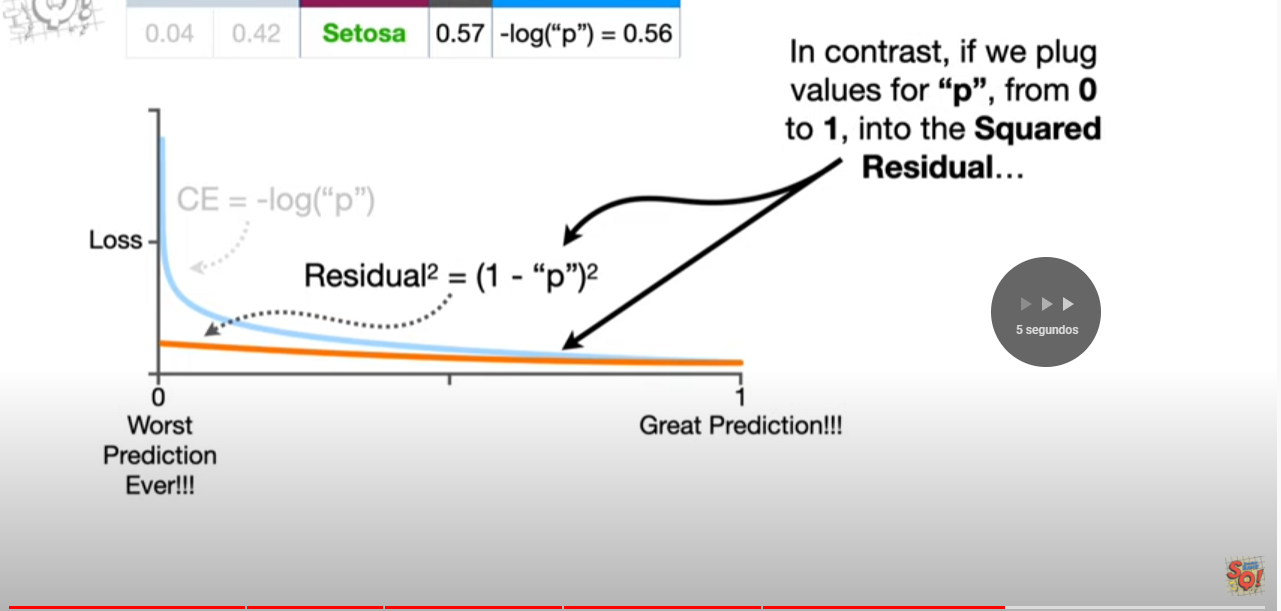 0.04 0.42 Setosa 0.57 -log(“p”) = 0.56
In contrast, if we plug
values for “p”, from 0
to 1, into the Squared
Residual...
CE = -log(“p”)
Loss
Residual² = (1 - “p”)²
5 segundos
0
1
Worst
Prediction
Ever!!!
Great Prediction!!!
SQ!